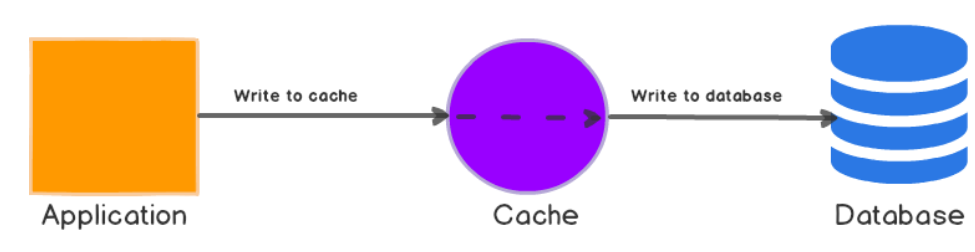 Write to cache
Write to database
Application
Cache
Database